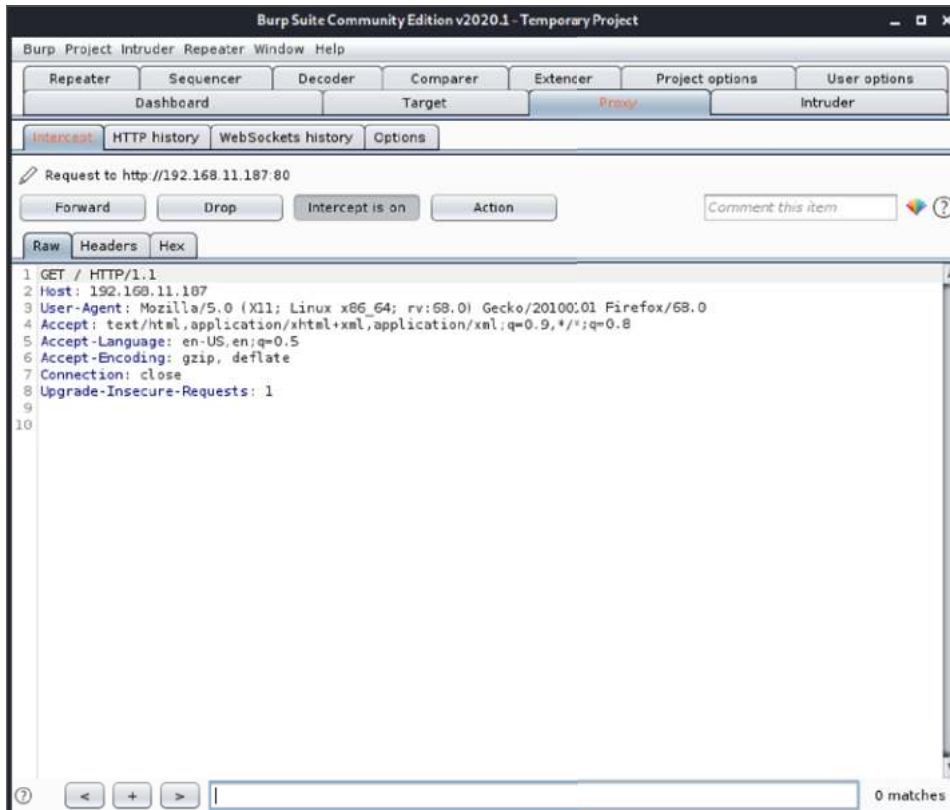 Burp Suite Community Edition v2020.1 - Temporary Project
Burp Project Intruder Repeater Window Help
Repeater Sequencer Decoder Comparer Extender Project options User options
Dashboard Target Proxy Intruder
Intercept HTTP history WebSockets history Options
Request to http://192.168.11.187:80
Forward Drop Intercept is on Action Comment this item ?
Raw Headers Hex
1 GET / HTTP/1.1
2 Host: 192.168.11.187
3 User-Agent: Mozilla/5.0 (X11; Linux x86_64; rv:68.0) Gecko/20100101 Firefox/68.0
4 Accept: text/html,application/xhtml+xml,application/xml;q=0.9,*/*;q=0.8
5 Accept-Language: en-US,en;q=0.5
6 Accept-Encoding: gzip, deflate
7 Connection: close
8 Upgrade-Insecure-Requests: 1
9
10
? < + > 0 matches